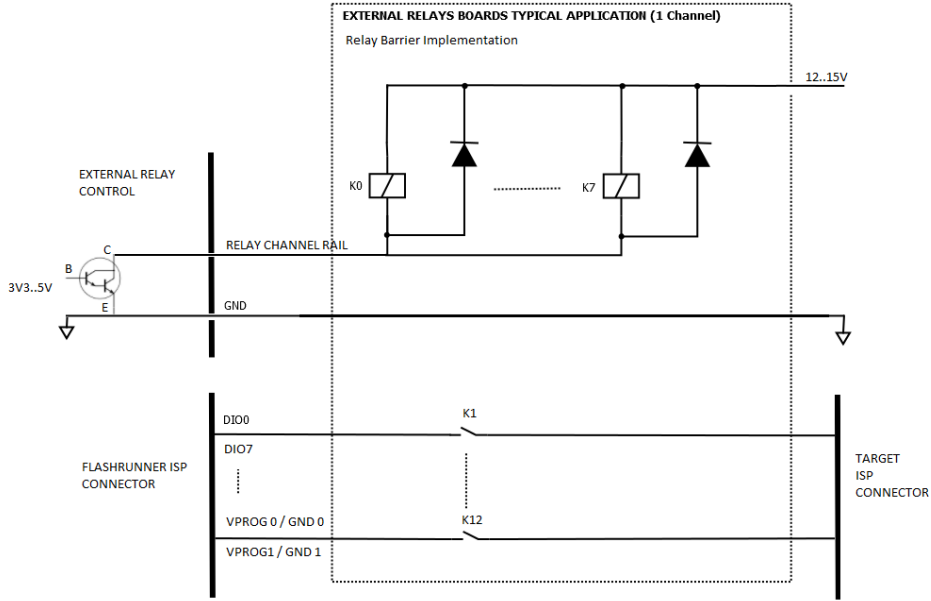 EXTERNAL RELAYS BOARDS TYPICAL APPLICATION (1 Channel)
Relay Barrier Implementation
12..15V
EXTERNAL RELAY
CONTROL
K0
K7
RELAY CHANNEL RAIL
C
B
3V3..5V
E
GND
K1
DIO0
DIO7
FLASHRUNNER ISP
CONNECTOR
TARGET
ISP
CONNECTOR
VPROG 0 / GND 0
K12
VPROG1 / GND 1